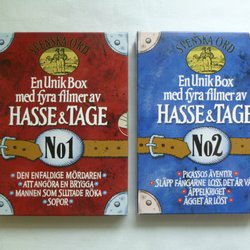 SVENSKA ORD
En Unik Box
med fyra filmer av
HASSE & TAGE
No1
• DEN ENFALDIGE MÖRDAREN
• ATT ANGÖRA EN BRYGGA
• MANNEN SOM SLUTADE RÖKA
• SOPOR •
SVENSKA ORD
En Unik Box
med fyra filmer av
HASSE & TAGE
No2
• PICASSOS ÄVENTYR
• SLÄPP FÅNGARNE LOSS, DET ÄR V
• ÄPPELKRIGET
• ÄGGET ÄR LÖST